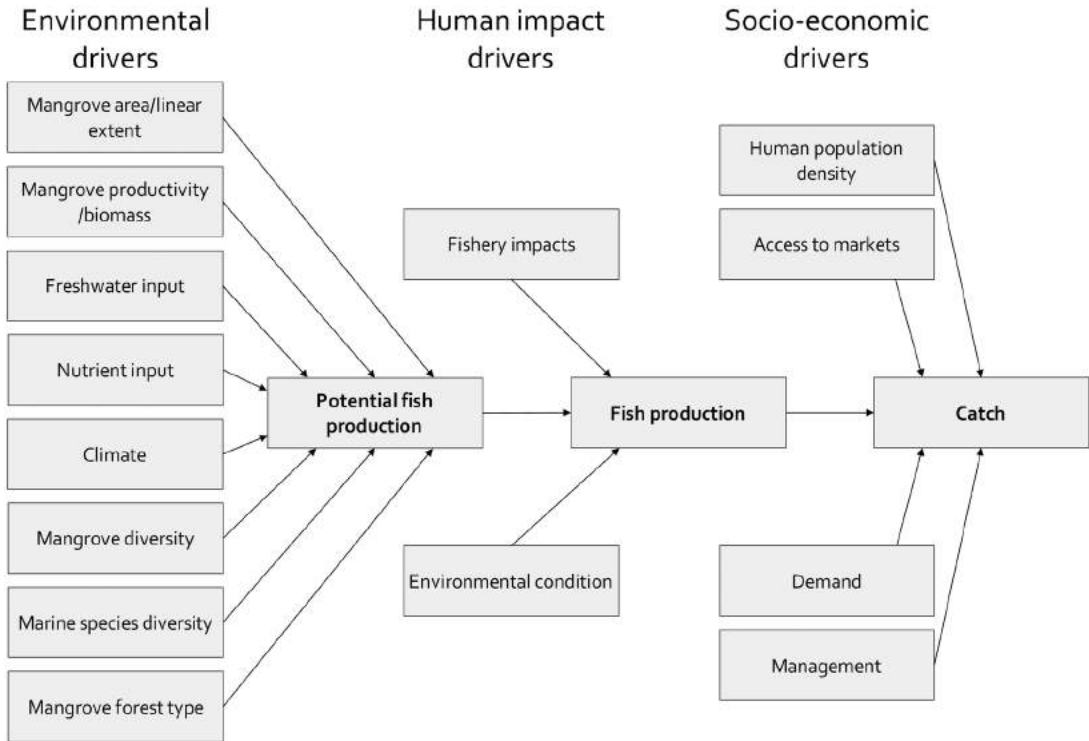 Environmental
drivers
Human impact
drivers
Socio-economic
drivers
Mangrove area/linear
extent
Mangrove productivity
/biomass
Freshwater input
Nutrient input
Climate
Mangrove diversity
Marine species diversity
Mangrove forest type
Potential fish
production
Fishery impacts
Fish production
Environmental condition
Human population
density
Access to markets
Catch
Demand
Management